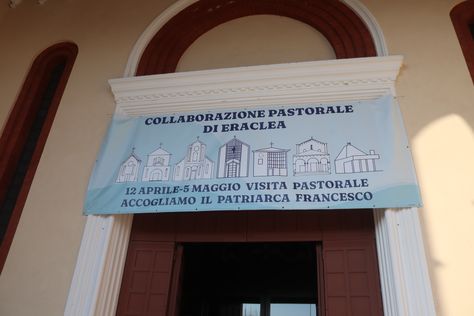 COLLABORAZIONE PASTORALE
DI ERACLEA
12 APRILE-5 MAGGIO VISITA PASTORALE
ACCOGLIAMO IL PATRIARCA FRANCESCO